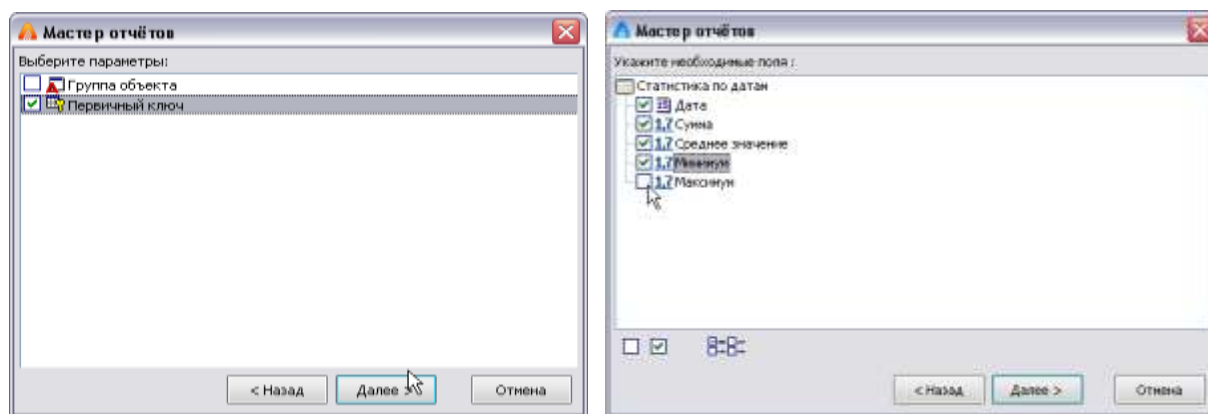 Мастер отчётов
Выберите параметры:
Группа объекта
Первичный ключ
< Назад
Далее >
Отмена
Мастер отчётов
Укажите необходимые поля :
Статистика по датам
Дата
1,7 Сумма
1,7 Среднее значение
1,7 Минимум
1,7 Максимум
< Назад
Далее >
Отмена